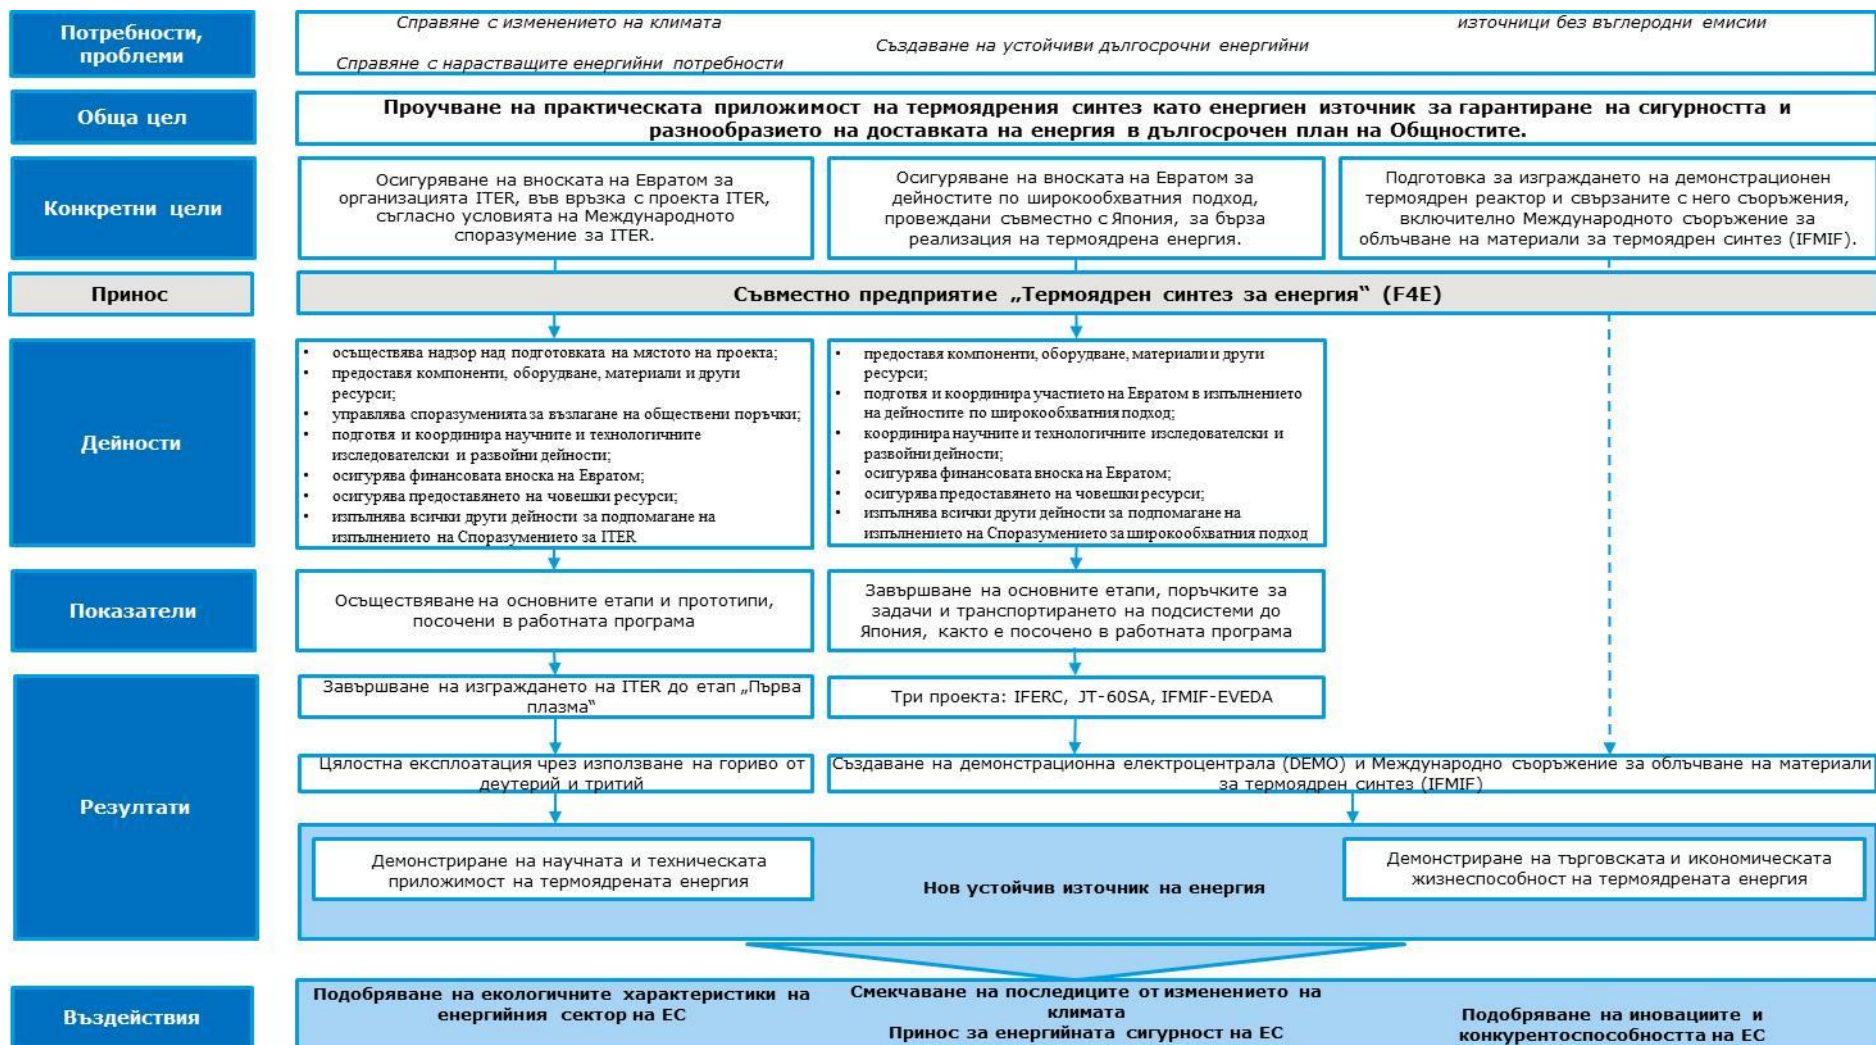 Потребности,
проблеми
Справяне с изменението на климата
източници без въглеродни емисии
Създаване на устойчиви дългосрочни енергийни
Справяне с нарастващите енергийни потребности
Обща цел
Проучване на практическата приложимост на термоядрения синтез като енергиен източник за гарантиране на сигурността и
разнообразието на доставката на енергия в дългосрочен план на Общностите.
Конкретни цели
Осигуряване на вноската на Евратом за
организацията ITER, във връзка с проекта ITER,
съгласно условията на Международното
споразумение за ITER.
Осигуряване на вноската на Евратом за
дейностите по широкообхватния подход,
провеждани съвместно с Япония, за бърза
реализация на термоядрена енергия.
Подготовка за изграждането на демонстрационен
термоядрен реактор и свързаните с него съоръжения,
включително Международното съоръжение за
облъчване на материали за термоядрен синтез (IFMIF).
Принос
Съвместно предприятие „Термоядрен синтез за енергия“ (F4E)
Дейности
• осъществява надзор над подготовката на мястото на проекта;
• предоставя компоненти, оборудване, материали и други
ресурси;
• управлява споразуменията за възлагане на обществени поръчки;
• подготвя и координира научните и технологичните
изследователски и развойни дейности;
• осигурява финансовата вноска на Евратом;
• осигурява предоставянето на човешки ресурси;
• изпълнява всички други дейности за подпомагане на
изпълнението на Споразумението за ITER
• предоставя компоненти, оборудване, материали и други
ресурси;
• подготвя и координира участието на Евратом в изпълнението
на дейностите по широкообхватния подход;
• координира научните и технологичните изследователски и
развойни дейности;
• осигурява финансовата вноска на Евратом;
• осигурява предоставянето на човешки ресурси;
• изпълнява всички други дейности за подпомагане на
изпълнението на Споразумението за широкообхватния подход
Показатели
Осъществяване на основните етапи и прототипи,
посочени в работната програма
Завършване на основните етапи, поръчките за
задачи и транспортирането на подсистеми до
Япония, както е посочено в работната програма
Резултати
Завършване на изграждането на ITER до етап „Първа
плазма“
Три проекта: IFERC, JT-60SA, IFMIF-EVEDA
Цялостна експлоатация чрез използване на гориво от
деутерий и тритий
Създаване на демонстрационна електроцентрала (DEMO) и Международно съоръжение за облъчване на материали
за термоядрен синтез (IFMIF)
Демонстриране на научната и техническата
приложимост на термоядрената енергия
Нов устойчив източник на енергия
Демонстриране на търговската и икономическата
жизнеспособност на термоядрената енергия
Въздействия
Подобряване на екологичните характеристики на
енергийния сектор на ЕС
Смекчаване на последиците от изменението на
климата
Принос за енергийната сигурност на ЕС
Подобряване на иновациите и
конкурентоспособността на ЕС